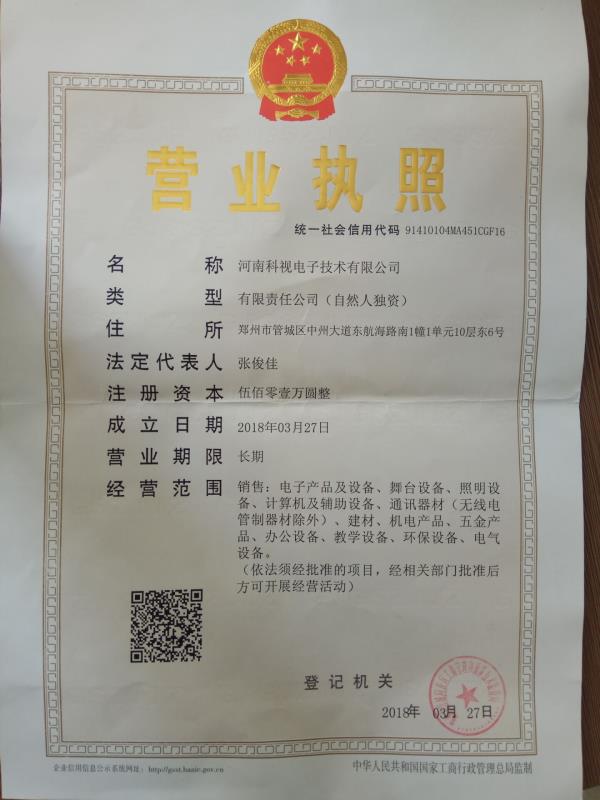 营业执照
统一社会信用代码 91410104MA451CGF16
名称 河南科视电子技术有限公司
类型 有限责任公司（自然人独资）
住所 郑州市管城区中州大道东航海路南1幢1单元10层东6号
法定代表人 张俊佳
注册资本 伍佰零壹万圆整
成立日期 2018年03月27日
营业期限 长期
经营范围 销售：电子产品及设备、舞台设备、照明设
备、计算机及辅助设备、通讯器材（无线电
管制器材除外）、建材、机电产品、五金产
品、办公设备、教学设备、环保设备、电气
设备。
（依法须经批准的项目，经相关部门批准后
方可开展经营活动）
登记机关
2018年 03月 27日
企业信用信息公示系统网址：http://gsxt.haaic.gov.cn
中华人民共和国国家工商行政管理总局监制